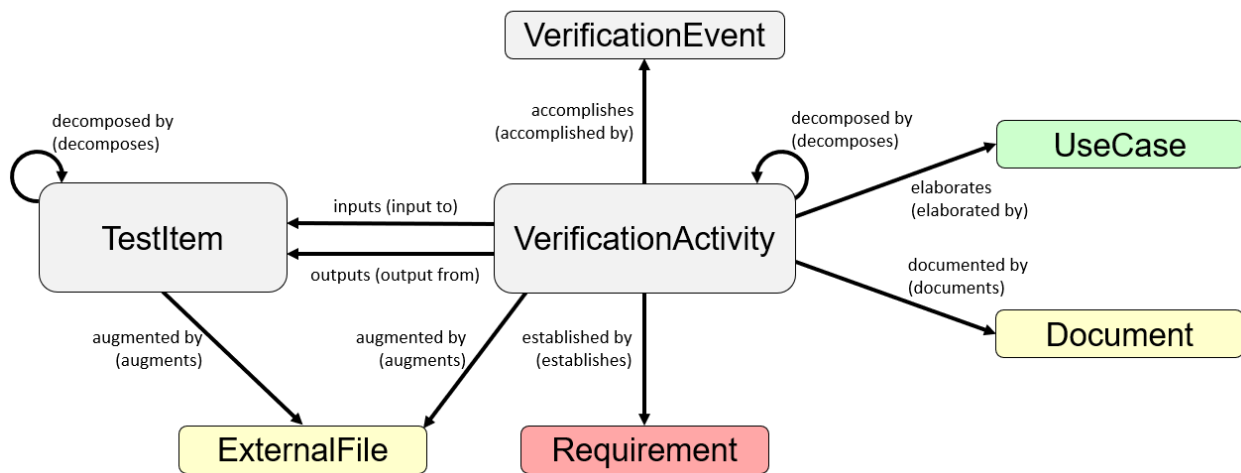 VerificationEvent
decomposed by
(decomposes)
accomplishes
(accomplished by)
decomposed by
(decomposes)
UseCase
elaborates
(elaborated by)
TestItem
inputs (input to)
VerificationActivity
outputs (output from)
documented by
(documents)
augmented by
(augments)
augmented by
(augments)
established by
(establishes)
Document
ExternalFile
Requirement